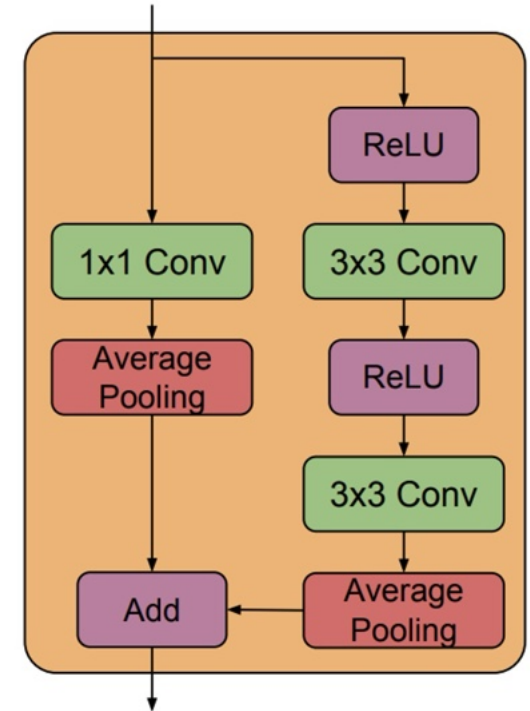 ReLU
1x1 Conv
3x3 Conv
Average
Pooling
ReLU
3x3 Conv
Add
Average
Pooling